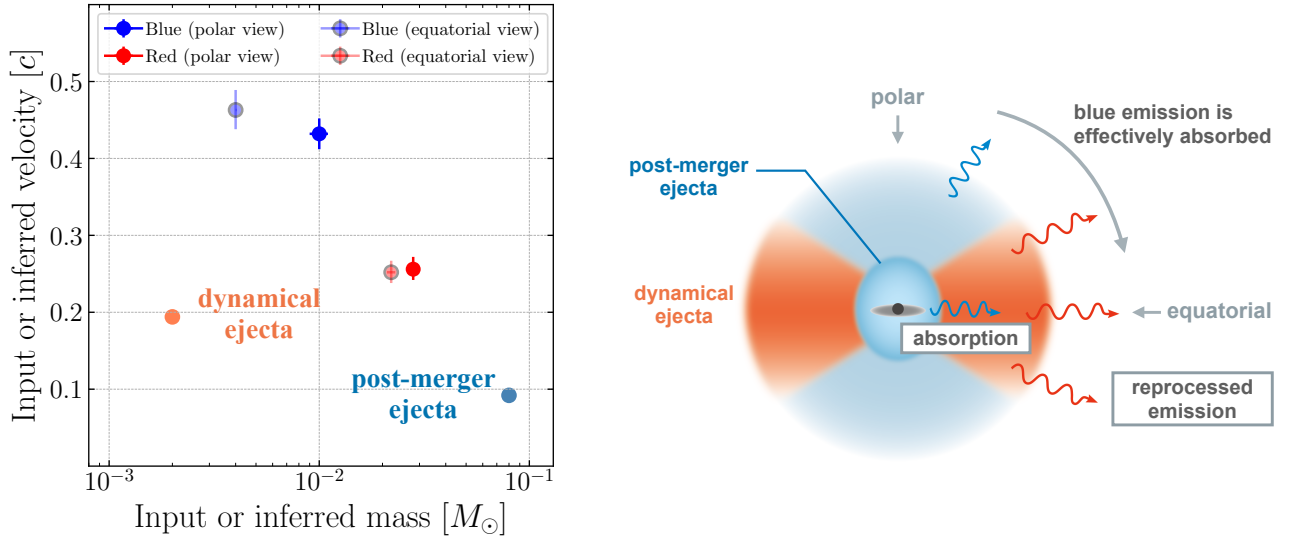 Blue (polar view)
Red (polar view)
Blue (equatorial view)
Red (equatorial view)
Input or inferred velocity [c]
0.5
0.4
0.3
0.2
0.1
dynamical
ejecta
post-merger
ejecta
10⁻³
10⁻²
10⁻¹
Input or inferred mass [M⊙]
polar
blue emission is
effectively absorbed
post-merger
ejecta
dynamical
ejecta
equatorial
absorption
reprocessed
emission